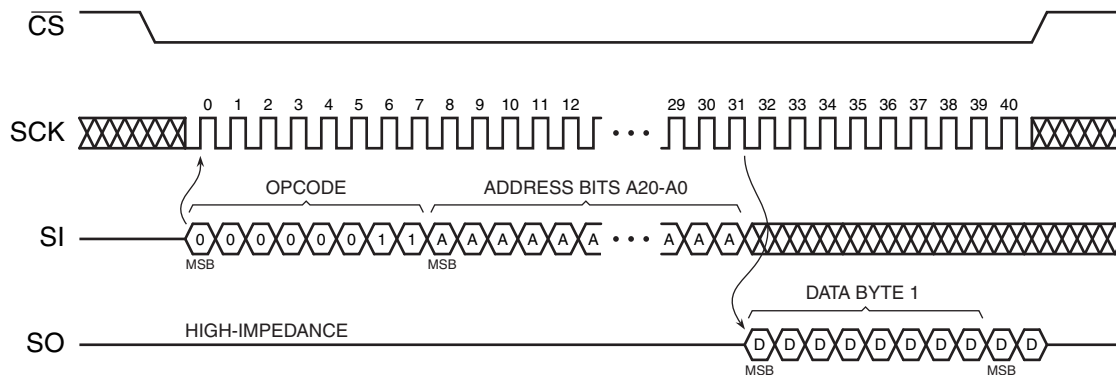 CS
0 1 2 3 4 5 6 7 8 9 10 11 12 29 30 31 32 33 34 35 36 37 38 39 40
SCK
OPCODE ADDRESS BITS A20-A0
SI 0 0 0 0 0 0 1 1 A A A A A A A A A
MSB MSB
DATA BYTE 1
HIGH-IMPEDANCE
SO D D D D D D D D D D
MSB MSB